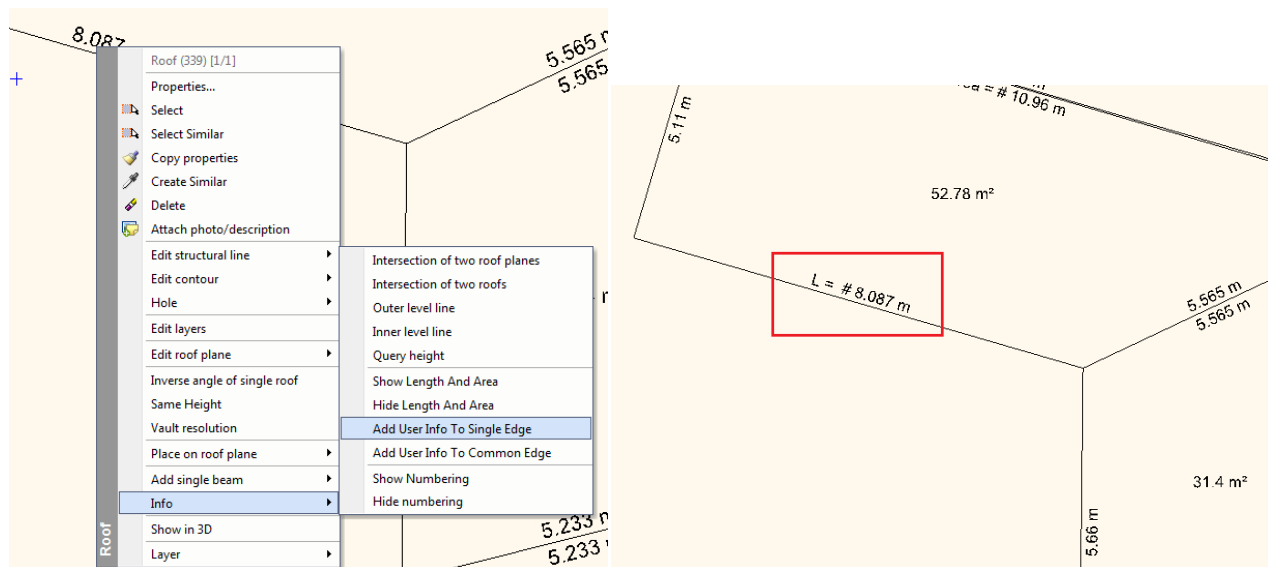 8.087
5.565
5.565
Roof (339) [1/1]
Properties...
Select
Select Similar
Copy properties
Create Similar
Delete
Attach photo/description
Edit structural line
Edit contour
Hole
Edit layers
Edit roof plane
Inverse angle of single roof
Same Height
Vault resolution
Place on roof plane
Add single beam
Info
Show in 3D
Layer
Roof
Intersection of two roof planes
Intersection of two roofs
Outer level line
Inner level line
Query height
Show Length And Area
Hide Length And Area
Add User Info To Single Edge
Add User Info To Common Edge
Show Numbering
Hide numbering
5.233
5.233
= # 10.96 m
5.11 m
52.78 m²
L = # 8.087 m
5.565 m
5.565 m
31.4 m²
5.66 m